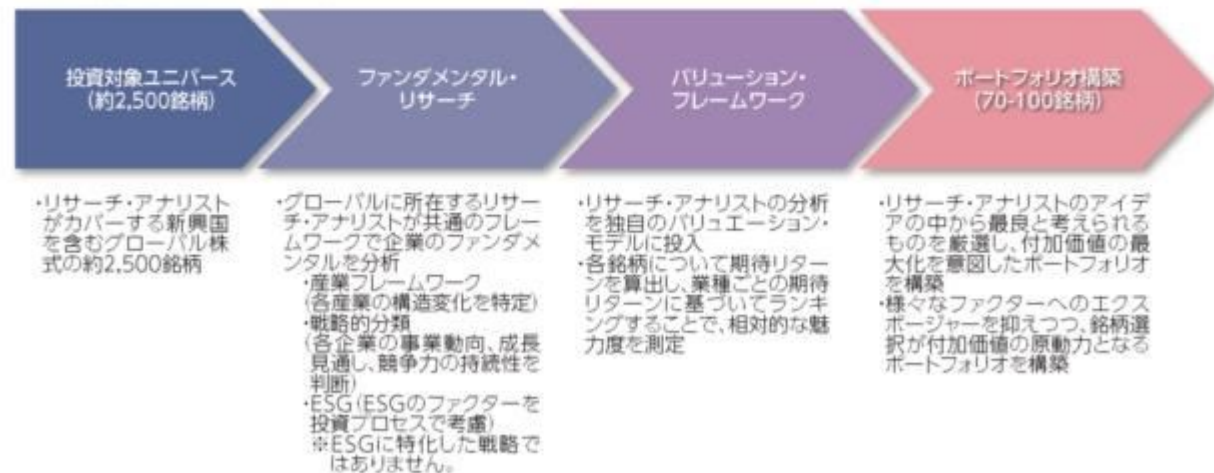 投資対象ユニバース
(約2,500銘柄)
ファンダメンタル・
リサーチ
バリューション・
フレームワーク
ポートフォリオ構築
(70-100銘柄)
・リサーチ・アナリスト
がカバーする新興国
を含むグローバル株
式の約2,500銘柄
・グローバルに所在するリサー
チ・アナリストが共通のフレー
ムワークで企業のファンダメ
ンタルを分析
・産業フレームワーク
(各産業の構造変化を特定)
・戦略的分類
(各企業の事業動向、成長
見通し、競争力の持続性を
判断)
・ESG(ESGのファクターを
投資プロセスで考慮)
※ESGに特化した戦略で
はありません。
・リサーチ・アナリストの分析
を独自のバリュエーション・
モデルに投入
・各銘柄について期待リター
ンを算出し、業種ごとの期待
リターンに基づいてランキ
ングすることで、相対的な魅
力度を測定
・リサーチ・アナリストのアイデ
アの中から最良と考えられる
ものを厳選し、付加価値の最
大化を意図したポートフォリオ
を構築
・様々なファクターへのエクス
ポージャーを抑えつつ、銘柄選
択が付加価値の原動力となる
ポートフォリオを構築